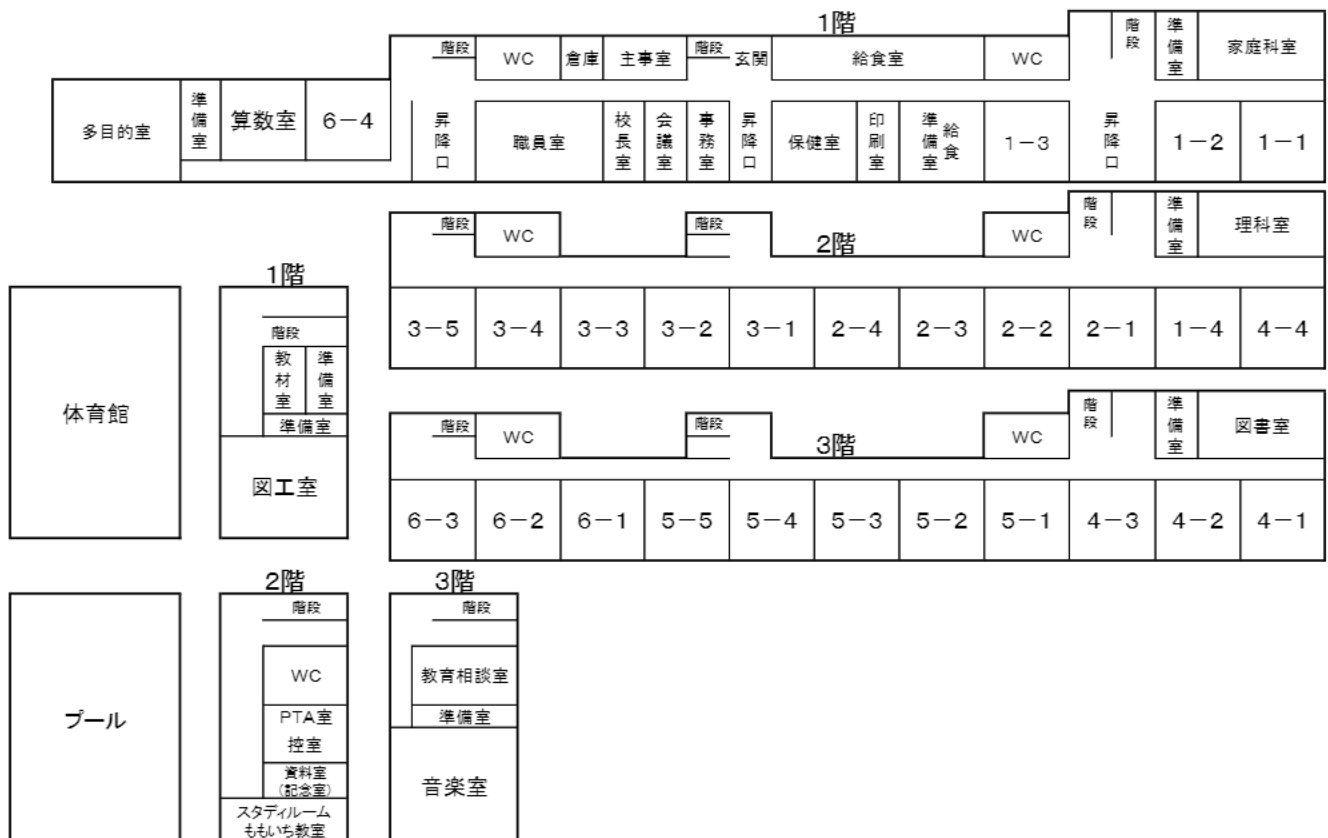 1階
階段
WC
倉庫
主事室
階段
玄関
給食室
WC
階段
準備室
家庭科室
多目的室
準備室
算数室
6－4
昇降口
職員室
校長室
会議室
事務室
昇降口
保健室
印刷室
給食
準備室
1－3
昇降口
1－2
1－1
階段
WC
階段
2階
WC
階段
準備室
理科室
3－5
3－4
3－3
3－2
3－1
2－4
2－3
2－2
2－1
1－4
4－4
1階
体育館
階段
教材室
準備室
準備室
図工室
階段
WC
階段
3階
WC
階段
準備室
図書室
6－3
6－2
6－1
5－5
5－4
5－3
5－2
5－1
4－3
4－2
4－1
プール
2階
階段
WC
PTA室
控室
資料室
(記念室)
スタディルーム
ももいち教室
3階
階段
教育相談室
準備室
音楽室